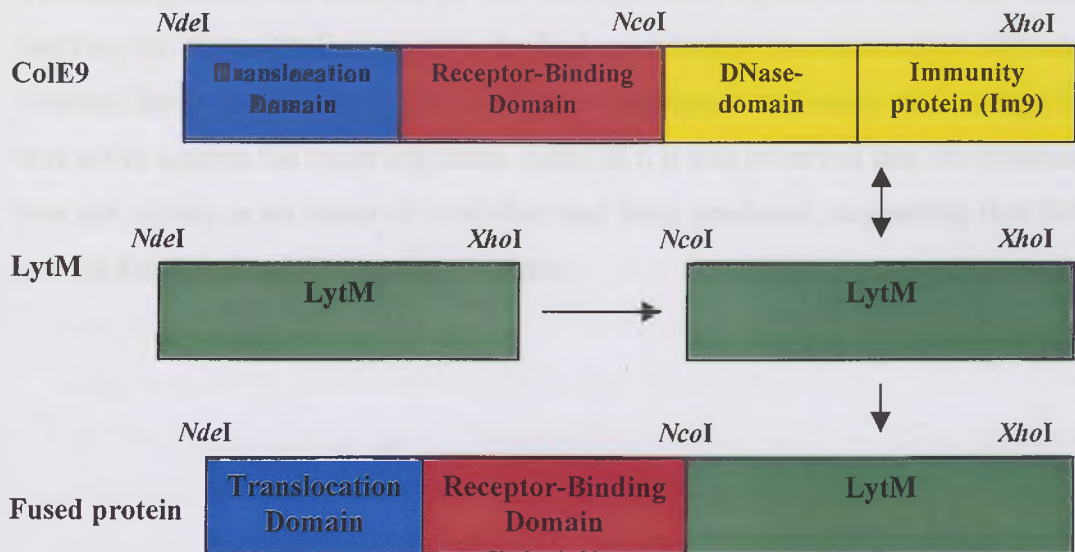 NdeI NcoI XhoI
ColE9
Translocation Receptor-Binding DNase- Immunity
Domain Domain domain protein (Im9)
NdeI XhoI NcoI XhoI
LytM
LytM LytM
NdeI NcoI XhoI
Fused protein
Translocation Receptor-Binding LytM
Domain Domain